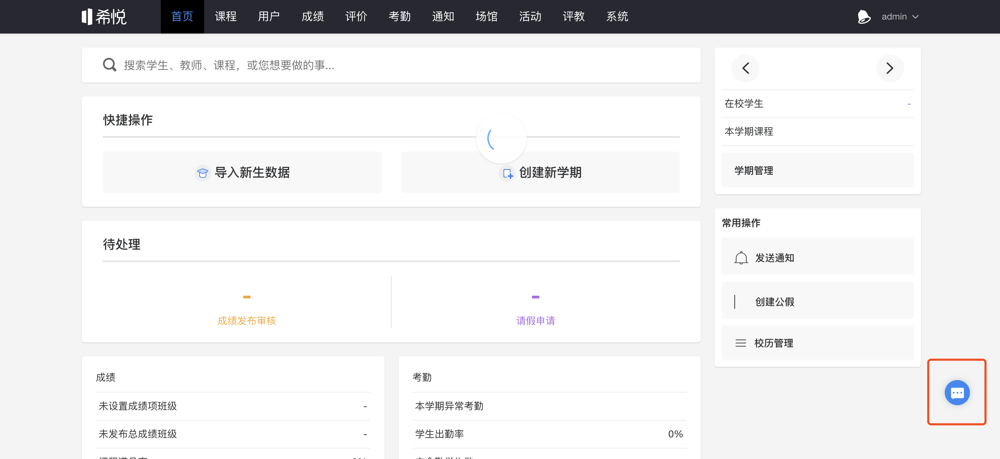 希悦
首页 课程 用户 成绩 评价 考勤 通知 场馆 活动 评教 系统
admin
搜索学生、教师、课程，或您想要做的事...
快捷操作
导入新生数据
创建新学期
待处理
-
成绩发布审核
-
请假申请
成绩
未设置成绩项班级 -
未发布总成绩班级 -
考勤
本学期异常考勤
学生出勤率 0%
在校学生 -
本学期课程
学期管理
常用操作
发送通知
创建公假
校历管理